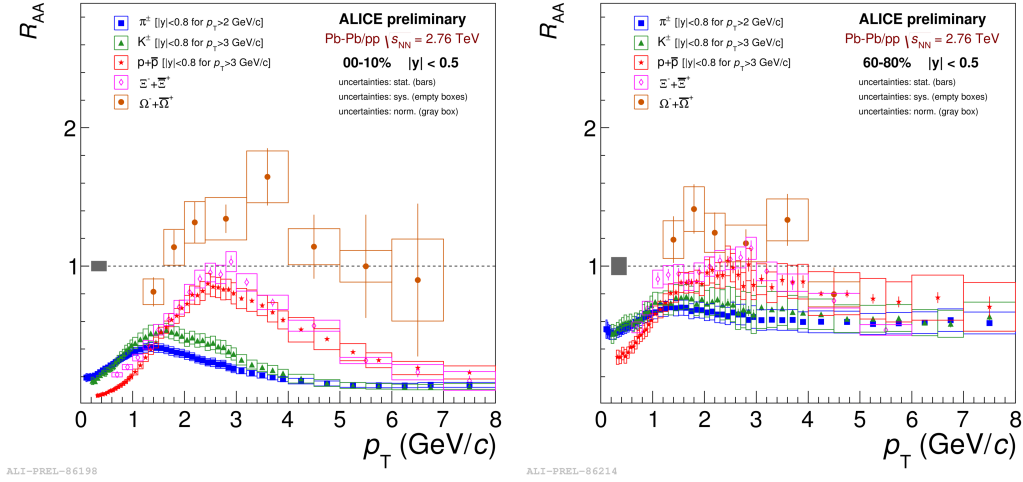 R_AA
π± [|y|<0.8 for p_T>2 GeV/c]
K± [|y|<0.8 for p_T>3 GeV/c]
p+p̅ [|y|<0.8 for p_T>3 GeV/c]
Ξ⁻+Ξ̅⁺
Ω⁻+Ω̅⁺
ALICE preliminary
Pb-Pb/pp √s_NN = 2.76 TeV
00-10% |y| < 0.5
uncertainties: stat. (bars)
uncertainties: sys. (empty boxes)
uncertainties: norm. (gray box)
2
1
0 1 2 3 4 5 6 7 8
p_T (GeV/c)
ALI-PREL-86198
R_AA
π± [|y|<0.8 for p_T>2 GeV/c]
K± [|y|<0.8 for p_T>3 GeV/c]
p+p̅ [|y|<0.8 for p_T>3 GeV/c]
Ξ⁻+Ξ̅⁺
Ω⁻+Ω̅⁺
ALICE preliminary
Pb-Pb/pp √s_NN = 2.76 TeV
60-80% |y| < 0.5
uncertainties: stat. (bars)
uncertainties: sys. (empty boxes)
uncertainties: norm. (gray box)
2
1
0 1 2 3 4 5 6 7 8
p_T (GeV/c)
ALI-PREL-86214